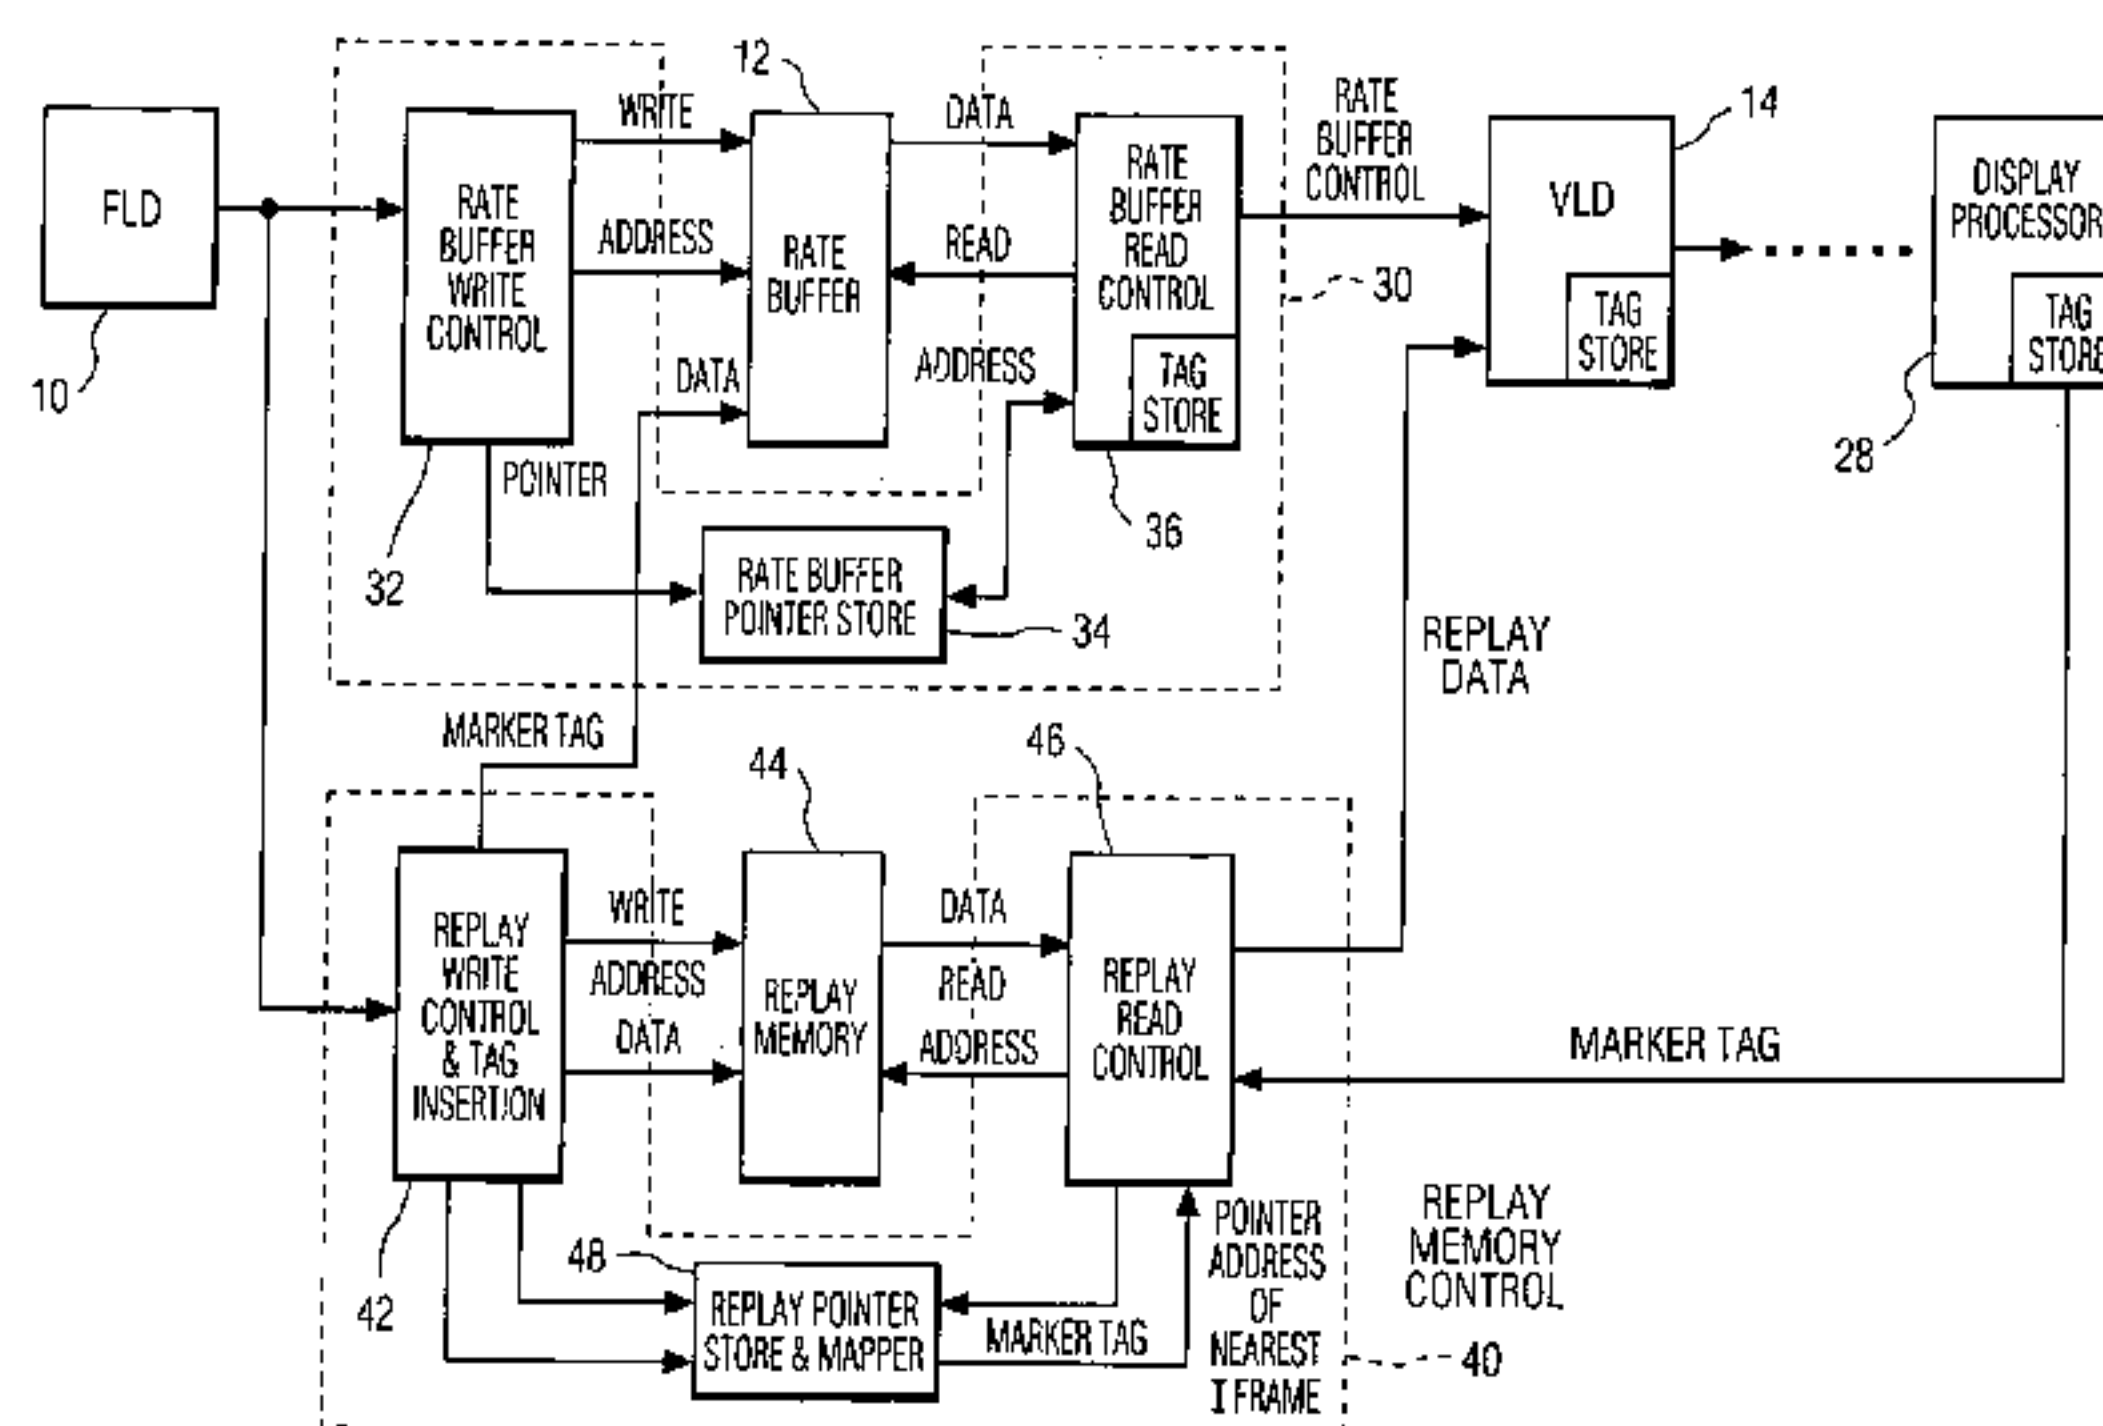 FLD
10
RATE
BUFFER
WRITE
CONTROL
32
WRITE
ADDRESS
DATA
POINTER
12
RATE
BUFFER
DATA
READ
ADDRESS
RATE
BUFFER
READ
CONTROL
TAG
STORE
36
RATE BUFFER
POINTER STORE
34
30
RATE
BUFFER
CONTROL
14
VLD
TAG
STORE
DISPLAY
PROCESSOR
TAG
STORE
28
MARKER TAG
REPLAY
DATA
REPLAY
WRITE
CONTROL
& TAG
INSERTION
42
WRITE
ADDRESS
DATA
44
REPLAY
MEMORY
DATA
READ
ADDRESS
46
REPLAY
READ
CONTROL
MARKER TAG
48
REPLAY POINTER
STORE & MAPPER
MARKER TAG
POINTER
ADDRESS
OF
NEAREST
I FRAME
REPLAY
MEMORY
CONTROL
40